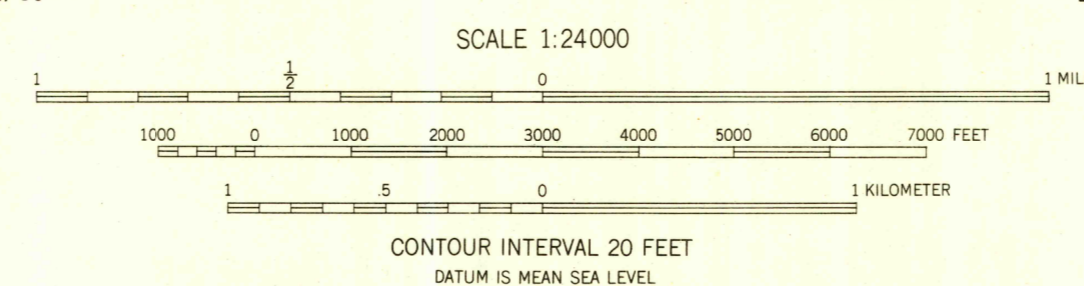 SCALE 1:24000
1 1/2 0 1 MIL
1000 0 1000 2000 3000 4000 5000 6000 7000 FEET
1 .5 0 1 KILOMETER
CONTOUR INTERVAL 20 FEET
DATUM IS MEAN SEA LEVEL